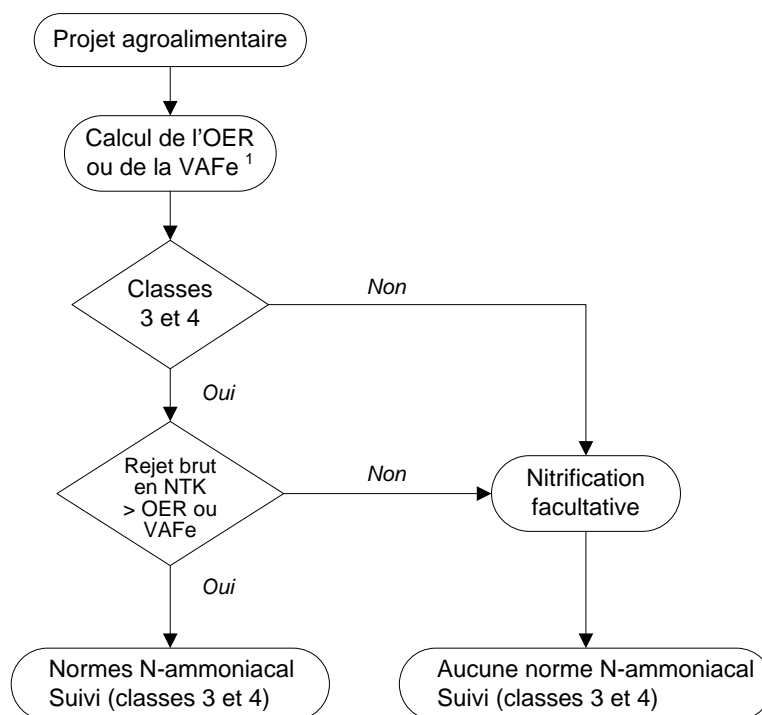 Projet agroalimentaire
Calcul de l'OER
ou de la VAFe 1
Classes
3 et 4
Non
Oui
Rejet brut
en NTK
> OER ou
VAFe
Non
Nitrification
facultative
Oui
Normes N-ammoniacal
Suivi (classes 3 et 4)
Aucune norme N-ammoniacal
Suivi (classes 3 et 4)